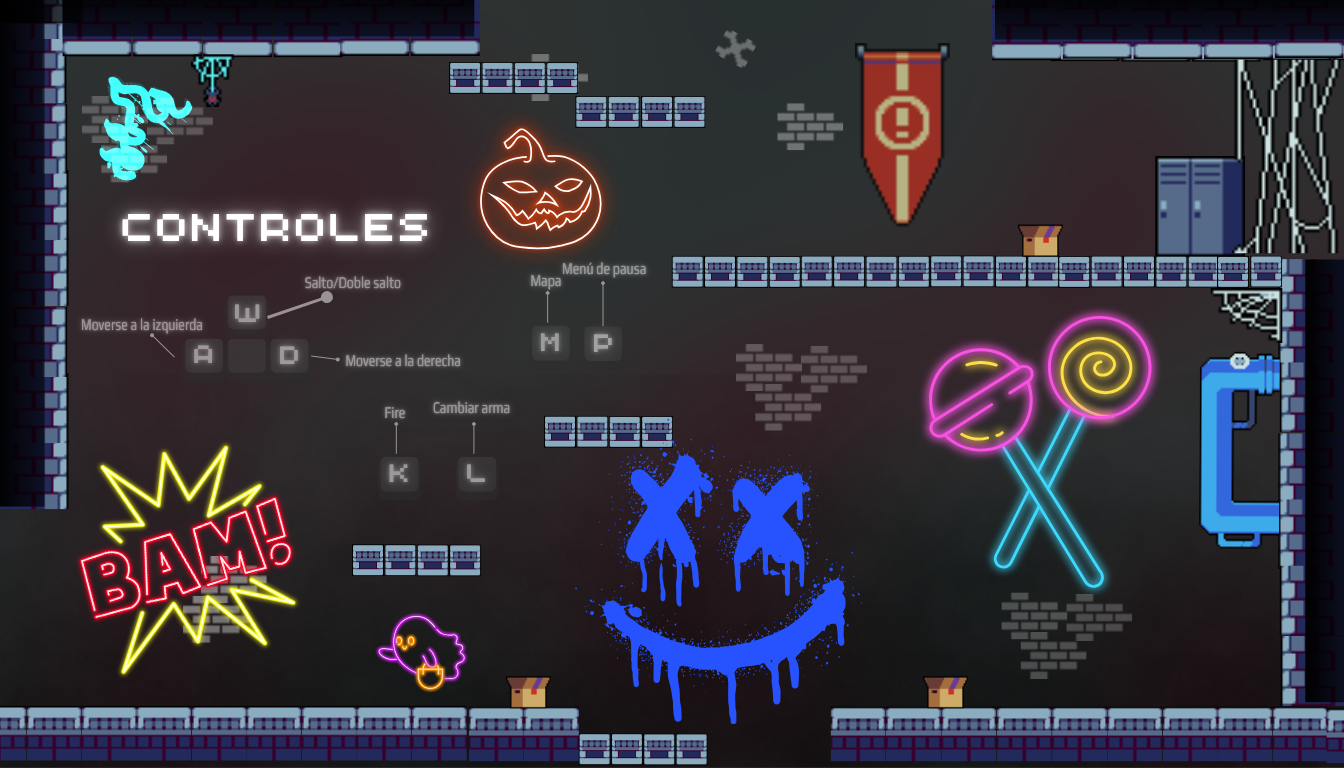 CONTROLES
Salto/Doble salto
W
Moverse a la izquierda
A
D
Moverse a la derecha
Menú de pausa
Mapa
M
P
Fire
Cambiar arma
K
L
BAM!
!